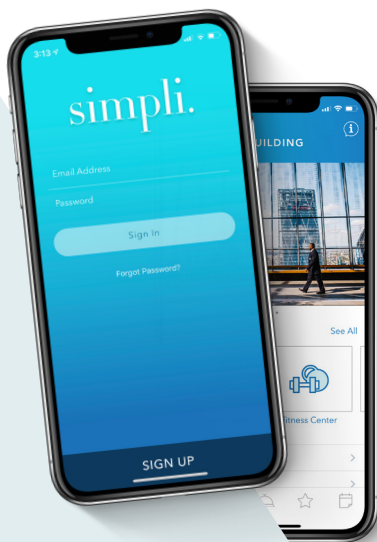 3:13
simpli.
Email Address
Password
Sign In
Forgot Password?
SIGN UP
UILDING
See All
itness Center